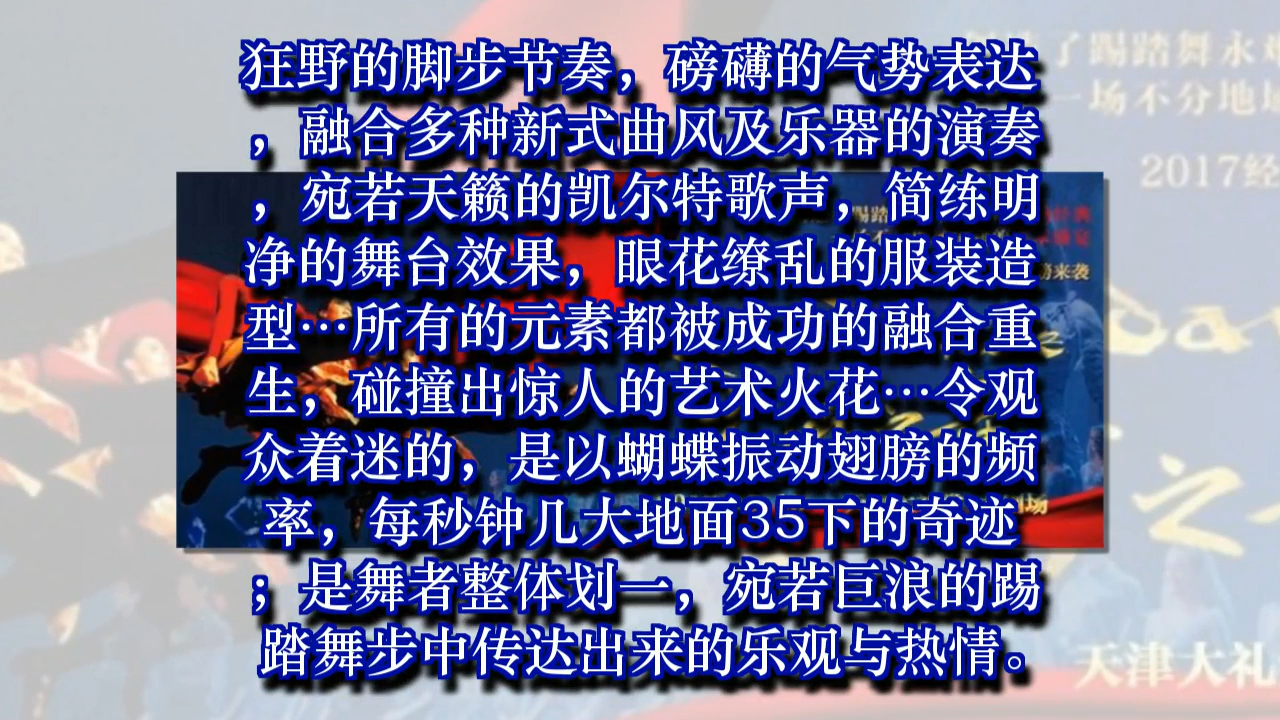 狂野的脚步节奏，磅礴的气势表达
，融合多种新式曲风及乐器的演奏
，宛若天籁的凯尔特歌声，简练明
净的舞台效果，眼花缭乱的服装造
型…所有的元素都被成功的融合重
生，碰撞出惊人的艺术火花…令观
众着迷的，是以蝴蝶振动翅膀的频
率，每秒钟几大地面35下的奇迹
；是舞者整体划一，宛若巨浪的踢
踏舞步中传达出来的乐观与热情。
了踢踏舞永
一场不分地域
2017经
来袭
之
天津大礼